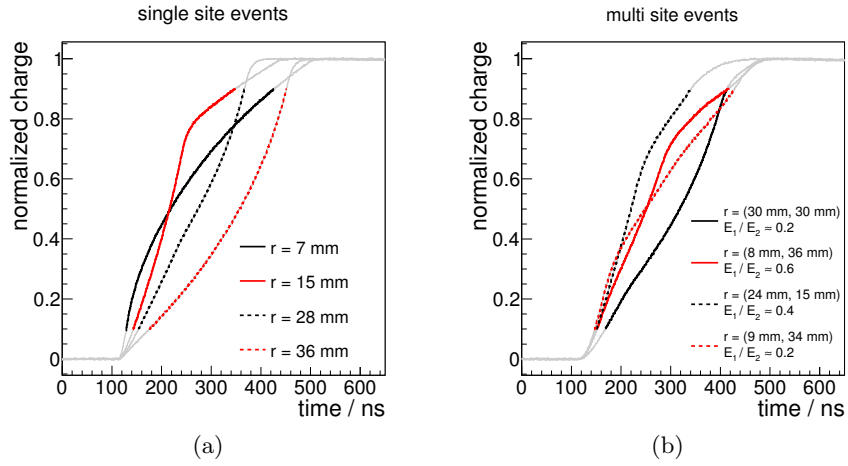 single site events
normalized charge
1
0.8
0.6
0.4
0.2
0
r = 7 mm
r = 15 mm
r = 28 mm
r = 36 mm
0 100 200 300 400 500 600
time / ns
(a)
multi site events
normalized charge
1
0.8
0.6
0.4
0.2
0
r = (30 mm, 30 mm)
E₁ / E₂ ≈ 0.2
r = (8 mm, 36 mm)
E₁ / E₂ ≈ 0.6
r = (24 mm, 15 mm)
E₁ / E₂ ≈ 0.4
r = (9 mm, 34 mm)
E₁ / E₂ ≈ 0.2
0 100 200 300 400 500 600
time / ns
(b)